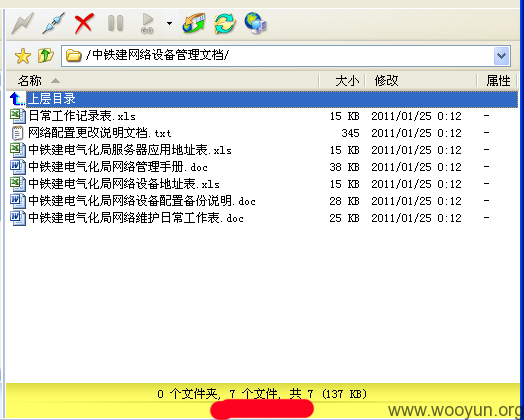 /中铁建网络设备管理文档/
名称 大小 修改 属性
上层目录
日常工作记录表.xls 15 KB 2011/01/25 0:12 -
网络配置更改说明文档.txt 345 2011/01/25 0:12 -
中铁建电气化局服务器应用地址表.xls 15 KB 2011/01/25 0:12 -
中铁建电气化局网络管理手册.doc 38 KB 2011/01/25 0:12 -
中铁建电气化局网络设备地址表.xls 15 KB 2011/01/25 0:12 -
中铁建电气化局网络设备配置备份说明.doc 28 KB 2011/01/25 0:12 -
中铁建电气化局网络维护日常工作表.doc 25 KB 2011/01/25 0:12 -
0 个文件夹, 7 个文件, 共 7 (137 KB)
www.wooyun.org